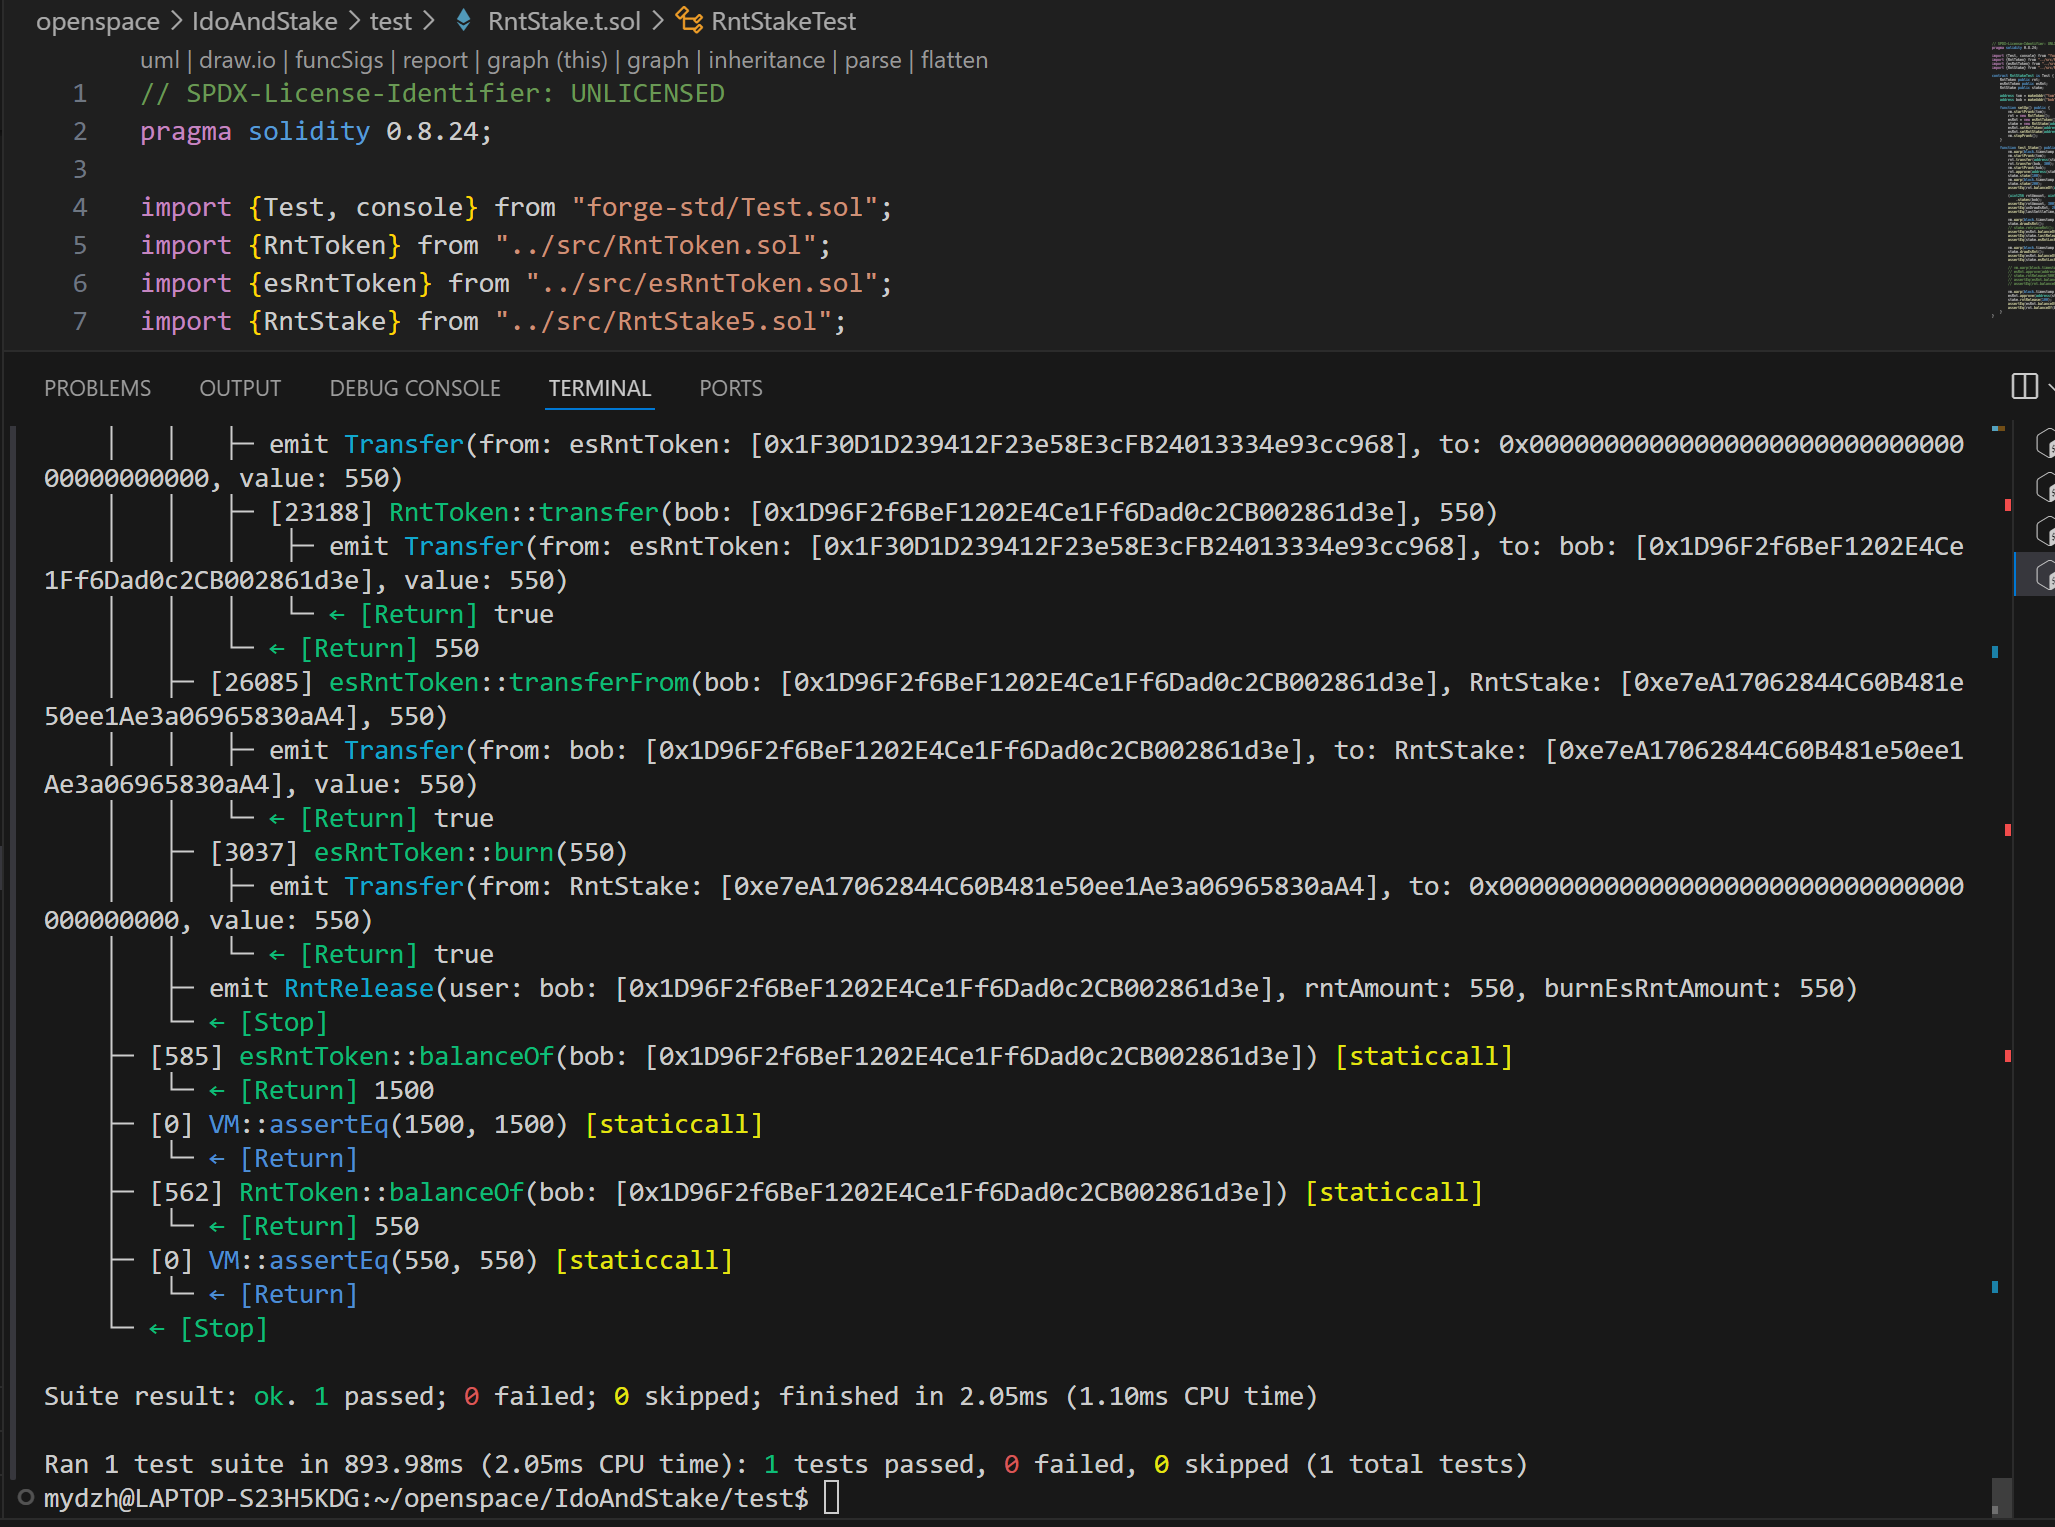 openspace > IdoAndStake > test > RntStake.t.sol > RntStakeTest
uml | draw.io | funcSigs | report | graph (this) | graph | inheritance | parse | flatten
1 // SPDX-License-Identifier: UNLICENSED
2 pragma solidity 0.8.24;
3
4 import {Test, console} from "forge-std/Test.sol";
5 import {RntToken} from "../src/RntToken.sol";
6 import {esRntToken} from "../src/esRntToken.sol";
7 import {RntStake} from "../src/RntStake5.sol";
PROBLEMS OUTPUT DEBUG CONSOLE TERMINAL PORTS
│ │ ├─ emit Transfer(from: esRntToken: [0x1F30D1D239412F23e58E3cFB24013334e93cc968], to: 0x00000000000000000000000000000
00000000000, value: 550)
│ │ ├─ [23188] RntToken::transfer(bob: [0x1D96F2f6BeF1202E4Ce1Ff6Dad0c2CB002861d3e], 550)
│ │ │ ├─ emit Transfer(from: esRntToken: [0x1F30D1D239412F23e58E3cFB24013334e93cc968], to: bob: [0x1D96F2f6BeF1202E4Ce
1Ff6Dad0c2CB002861d3e], value: 550)
│ │ │ └─ ← [Return] true
│ │ └─ ← [Return] 550
│ ├─ [26085] esRntToken::transferFrom(bob: [0x1D96F2f6BeF1202E4Ce1Ff6Dad0c2CB002861d3e], RntStake: [0xe7eA17062844C60B481e
50ee1Ae3a06965830aA4], 550)
│ │ ├─ emit Transfer(from: bob: [0x1D96F2f6BeF1202E4Ce1Ff6Dad0c2CB002861d3e], to: RntStake: [0xe7eA17062844C60B481e50ee1
Ae3a06965830aA4], value: 550)
│ │ └─ ← [Return] true
│ ├─ [3037] esRntToken::burn(550)
│ │ ├─ emit Transfer(from: RntStake: [0xe7eA17062844C60B481e50ee1Ae3a06965830aA4], to: 0x0000000000000000000000000000000
000000000, value: 550)
│ │ └─ ← [Return] true
│ ├─ emit RntRelease(user: bob: [0x1D96F2f6BeF1202E4Ce1Ff6Dad0c2CB002861d3e], rntAmount: 550, burnEsRntAmount: 550)
│ └─ ← [Stop]
├─ [585] esRntToken::balanceOf(bob: [0x1D96F2f6BeF1202E4Ce1Ff6Dad0c2CB002861d3e]) [staticcall]
│ └─ ← [Return] 1500
├─ [0] VM::assertEq(1500, 1500) [staticcall]
│ └─ ← [Return]
├─ [562] RntToken::balanceOf(bob: [0x1D96F2f6BeF1202E4Ce1Ff6Dad0c2CB002861d3e]) [staticcall]
│ └─ ← [Return] 550
├─ [0] VM::assertEq(550, 550) [staticcall]
│ └─ ← [Return]
└─ ← [Stop]
Suite result: ok. 1 passed; 0 failed; 0 skipped; finished in 2.05ms (1.10ms CPU time)
Ran 1 test suite in 893.98ms (2.05ms CPU time): 1 tests passed, 0 failed, 0 skipped (1 total tests)
mydzh@LAPTOP-S23H5KDG:~/openspace/IdoAndStake/test$